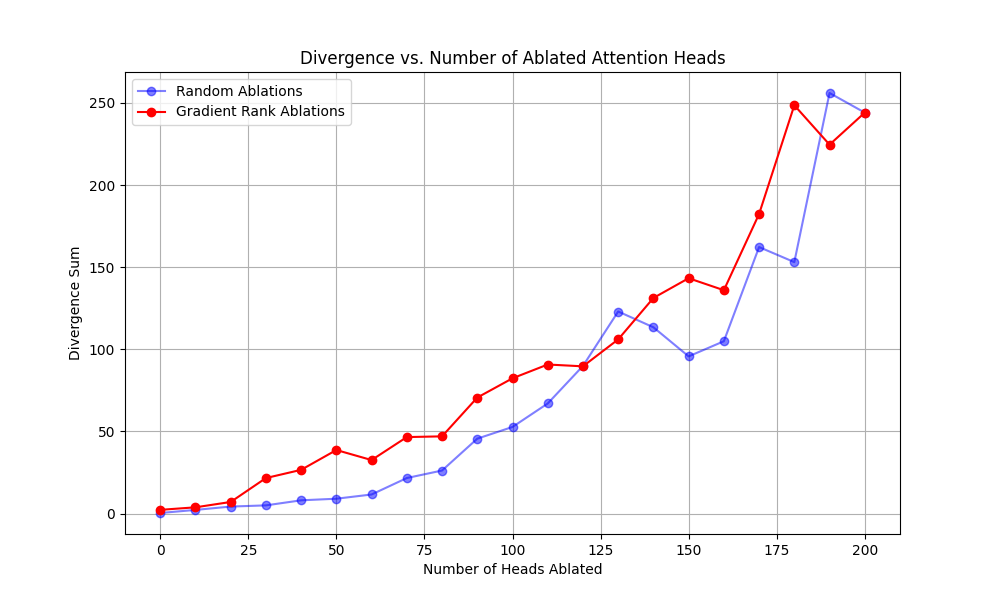 Divergence vs. Number of Ablated Attention Heads
Random Ablations
Gradient Rank Ablations
Divergence Sum
250
200
150
100
50
0
0 25 50 75 100 125 150 175 200
Number of Heads Ablated